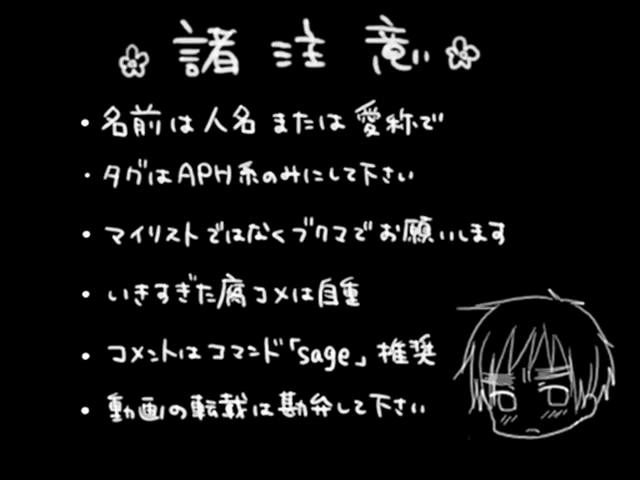 諸注意
・名前は人名または愛称で
・タグはAPH系のみにして下さい
・マイリストではなくブクマでお願いします
・いきすぎた腐コメは自重
・コメントはコマンド「sage」推奨
・動画の転載は勘弁して下さい